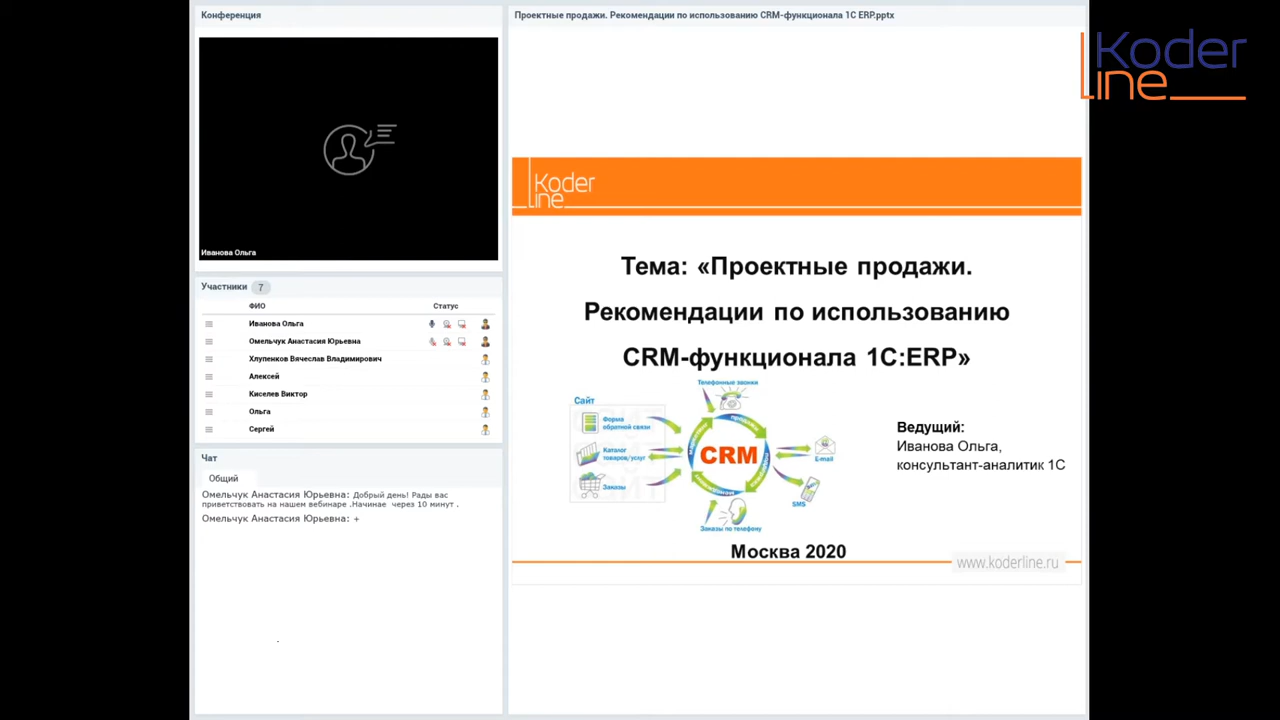 Конференция
Иванова Ольга
Участники 7
ФИО Статус
Иванова Ольга
Омельчук Анастасия Юрьевна
Хлупенков Вячеслав Владимирович
Алексей
Киселев Виктор
Ольга
Сергей
Чат
Общий
Омельчук Анастасия Юрьевна: Добрый день! Рады вас
приветствовать на нашем вебинаре .Начинае через 10 минут .
Омельчук Анастасия Юрьевна: +
Проектные продажи. Рекомендации по использованию CRM-функционала 1С ERP.pptx
Koder
line
Koder
line
Тема: «Проектные продажи.
Рекомендации по использованию
CRM-функционала 1С:ERP»
Телефонные звонки
Сайт
Форма
обратной связи
Каталог
товаров/услуг
Заказы
CRM
E-mail
SMS
Заказы по телефону
Ведущий:
Иванова Ольга,
консультант-аналитик 1С
Москва 2020
www.koderline.ru